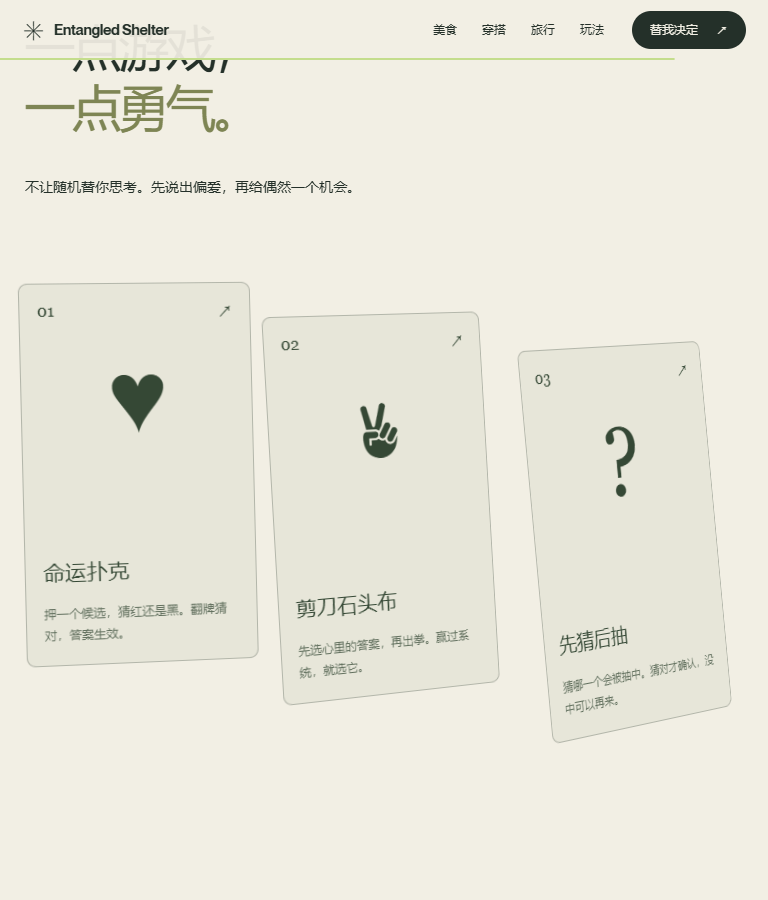 Entangled Shelter
美食 穿搭 旅行 玩法 替我决定 ↗
一点游戏，
一点勇气。
不让随机替你思考。先说出偏爱，再给偶然一个机会。
01 ↗
命运扑克
押一个候选，猜红还是黑。翻牌猜
对，答案生效。
02 ↗
剪刀石头布
先选心里的答案，再出拳。赢过系
统，就选它。
03 ↗
?
先猜后抽
猜哪一个会被抽中。猜对才确认，没
中可以再来。